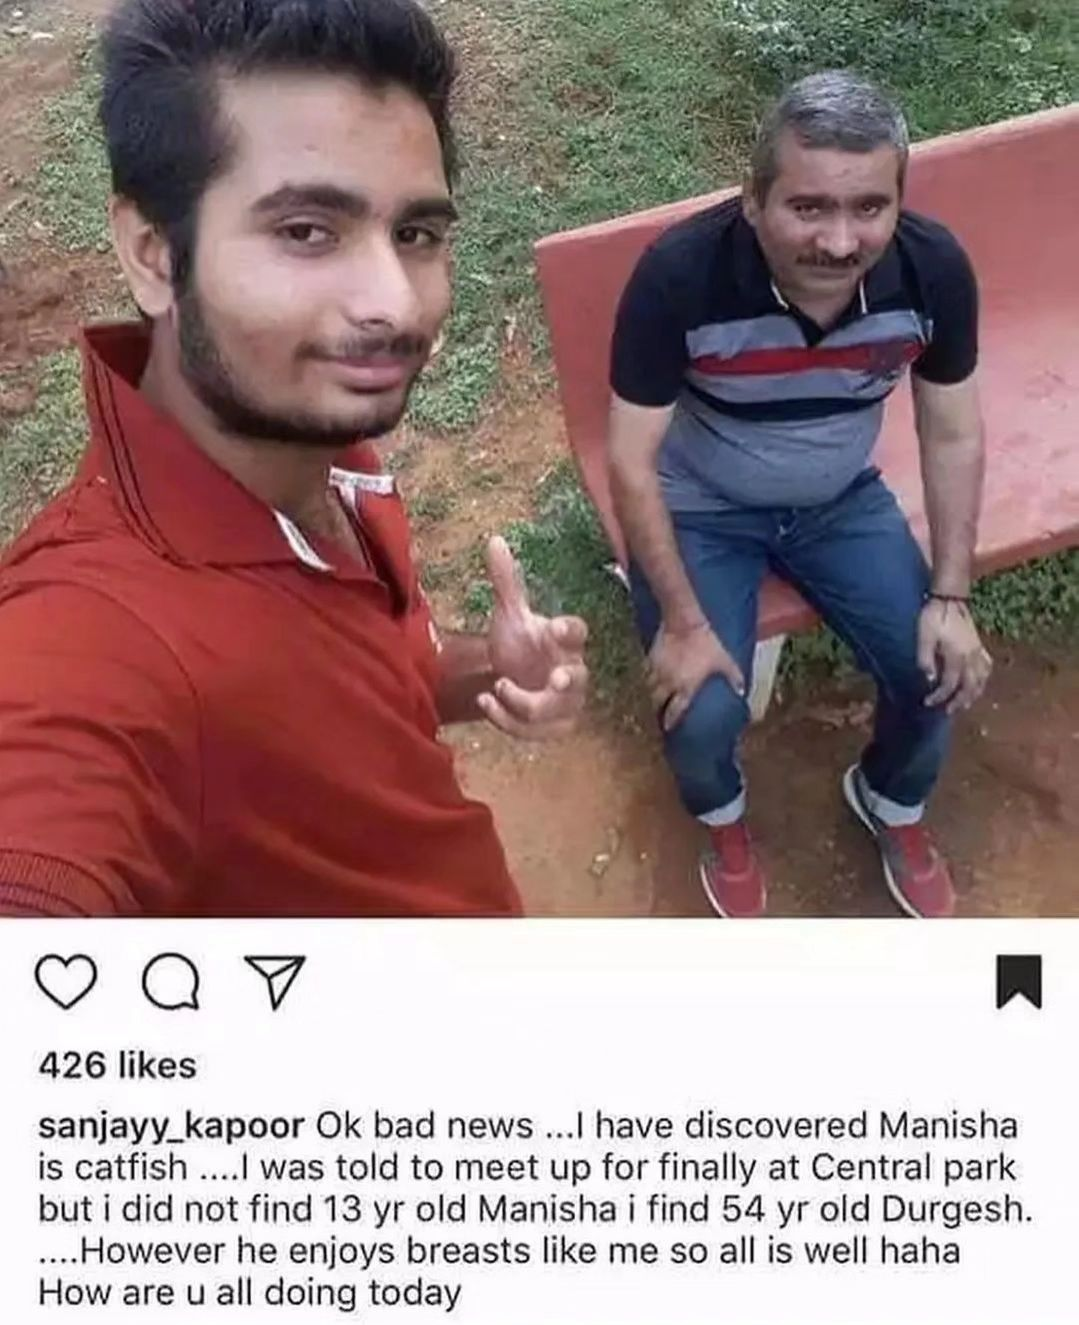 426 likes
sanjayy_kapoor Ok bad news ...I have discovered Manisha
is catfish ....I was told to meet up for finally at Central park
but i did not find 13 yr old Manisha i find 54 yr old Durgesh.
....However he enjoys breasts like me so all is well haha
How are u all doing today